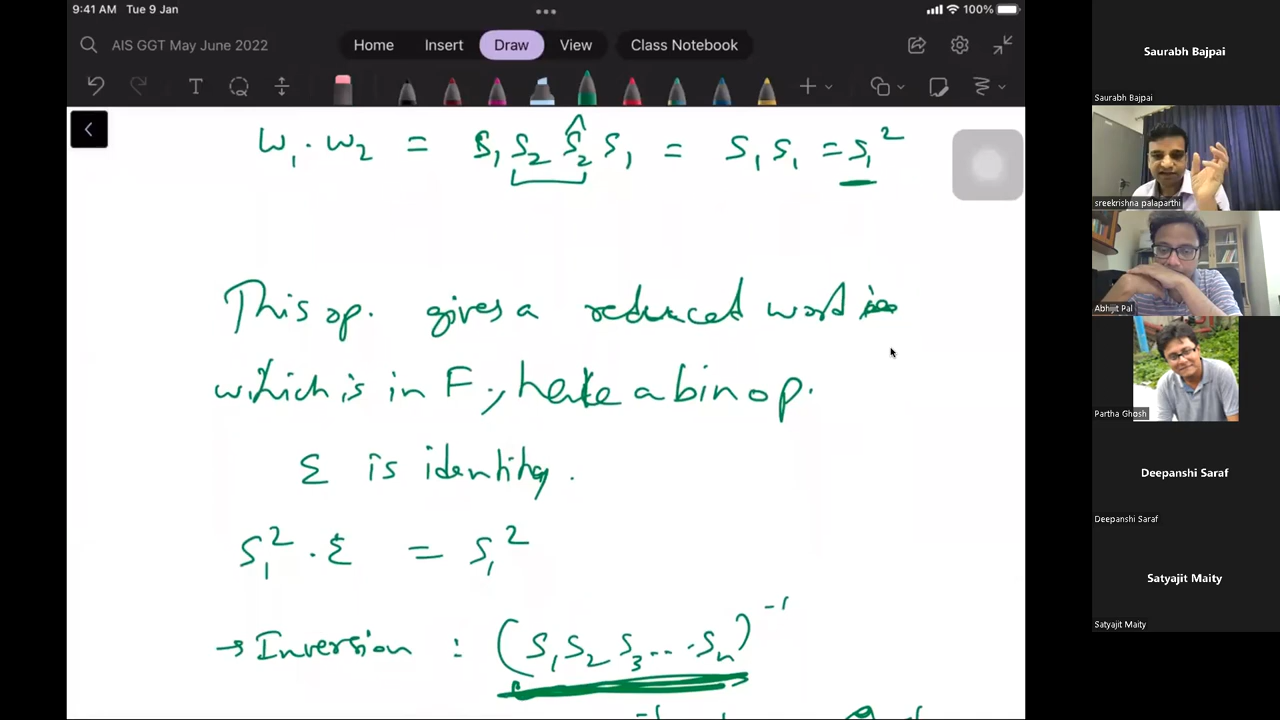 9:41 AM Tue 9 Jan
100%
AIS GGT May June 2022
Home Insert Draw View Class Notebook
W₁ · W₂ = S₁ S₂ Ŝ₂ S₁ = S₁ S₁ = S₁²
This op. gives a reduced word
which is in F, hence a bin op.
Ɛ is identity.
S₁² · Ɛ = S₁²
→ Inversion : (S₁ S₂ S₃ ... Sₙ)⁻¹
Saurabh Bajpai
Saurabh Bajpai
sreekrishna palaparthi
Abhijit Pal
Partha Ghosh
Deepanshi Saraf
Deepanshi Saraf
Satyajit Maity
Satyajit Maity